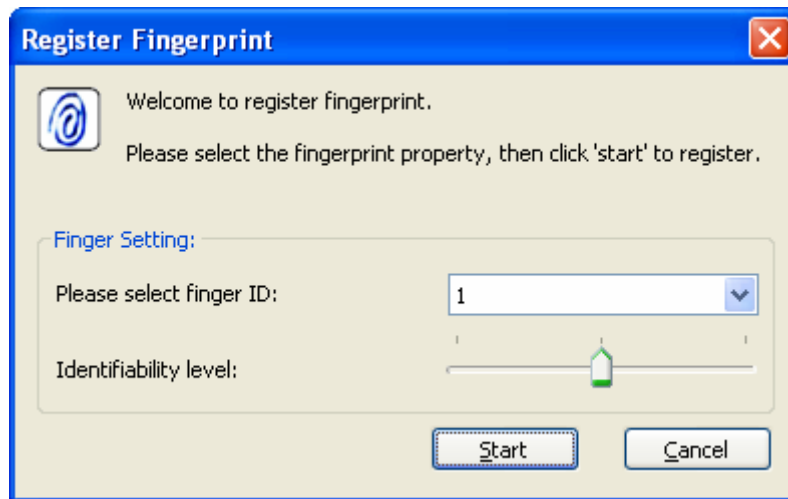 Register Fingerprint
Welcome to register fingerprint.
Please select the fingerprint property, then click 'start' to register.
Finger Setting:
Please select finger ID:
1
Identifiability level:
Start
Cancel